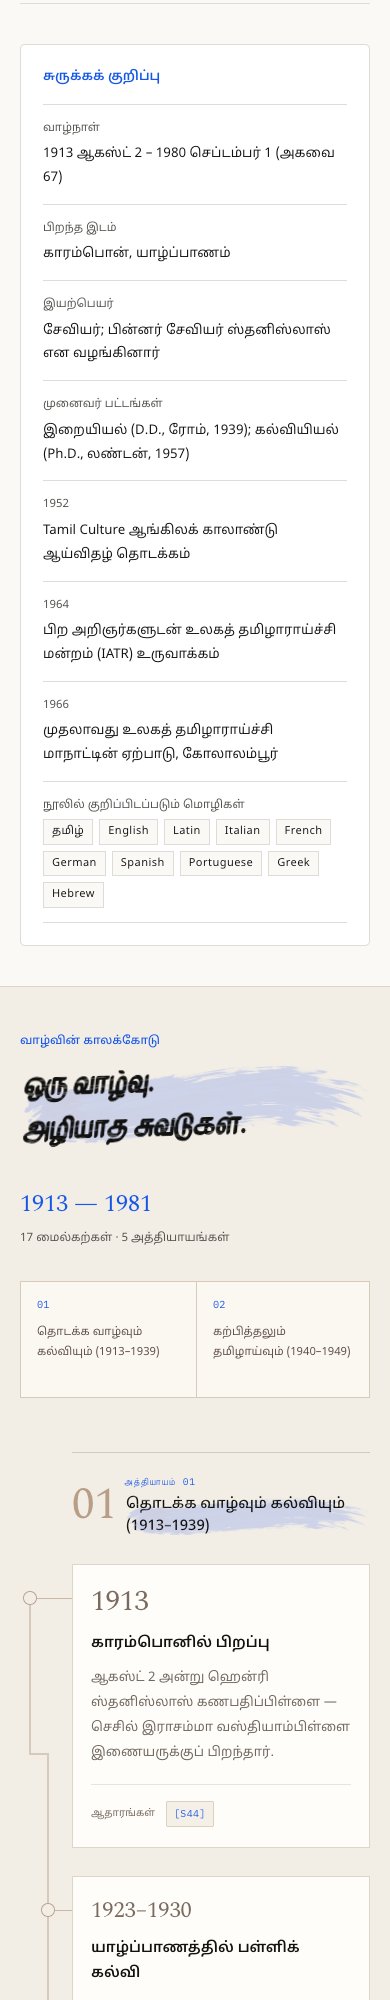 சுருக்கக் குறிப்பு
வாழ்நாள்
1913 ஆகஸ்ட் 2 – 1980 செப்டம்பர் 1 (அகவை
67)
பிறந்த இடம்
காரம்பொன், யாழ்ப்பாணம்
இயற்பெயர்
சேவியர்; பின்னர் சேவியர் ஸ்தனிஸ்லாஸ்
என வழங்கினார்
முனைவர் பட்டங்கள்
இறையியல் (D.D., ரோம், 1939); கல்வியியல்
(Ph.D., லண்டன், 1957)
1952
Tamil Culture ஆங்கிலக் காலாண்டு
ஆய்விதழ் தொடக்கம்
1964
பிற அறிஞர்களுடன் உலகத் தமிழாராய்ச்சி
மன்றம் (IATR) உருவாக்கம்
1966
முதலாவது உலகத் தமிழாராய்ச்சி
மாநாட்டின் ஏற்பாடு, கோலாலம்பூர்
நூலில் குறிப்பிடப்படும் மொழிகள்
தமிழ் English Latin Italian French
German Spanish Portuguese Greek
Hebrew
வாழ்வின் காலக்கோடு
ஒரு வாழ்வு.
அழியாத சுவடுகள்.
1913 — 1981
17 மைல்கற்கள் · 5 அத்தியாயங்கள்
01
தொடக்க வாழ்வும்
கல்வியும் (1913–1939)
02
கற்பித்தலும்
தமிழாய்வும் (1940–1949)
அத்தியாயம் 01
01 தொடக்க வாழ்வும் கல்வியும்
(1913–1939)
1913
காரம்பொனில் பிறப்பு
ஆகஸ்ட் 2 அன்று ஹென்ரி
ஸ்தனிஸ்லாஸ் கணபதிப்பிள்ளை —
செசில் இராசம்மா வஸ்தியாம்பிள்ளை
இணையருக்குப் பிறந்தார்.
ஆதாரங்கள் [S44]
1923–1930
யாழ்ப்பாணத்தில் பள்ளிக்
கல்வி